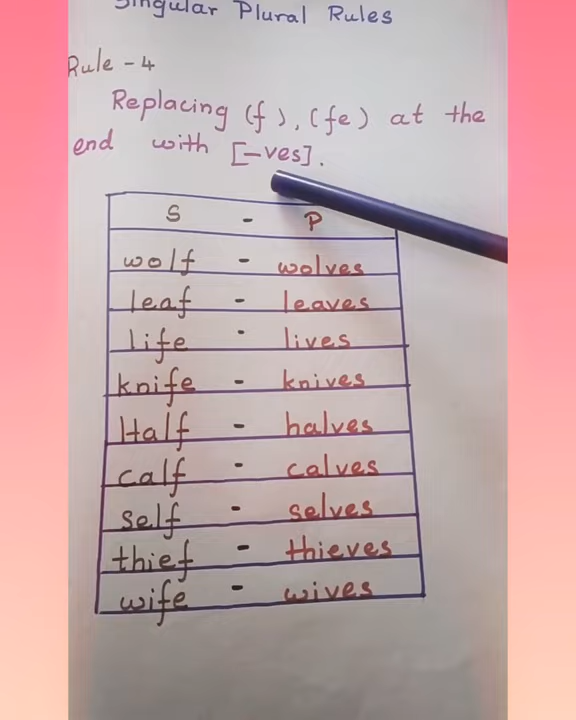 Singular Plural Rules
Rule - 4
Replacing (f), (fe) at the
end with [-ves].
S - P
wolf - wolves
leaf - leaves
life - lives
knife - knives
Half - halves
calf - calves
self - selves
thief - thieves
wife - wives